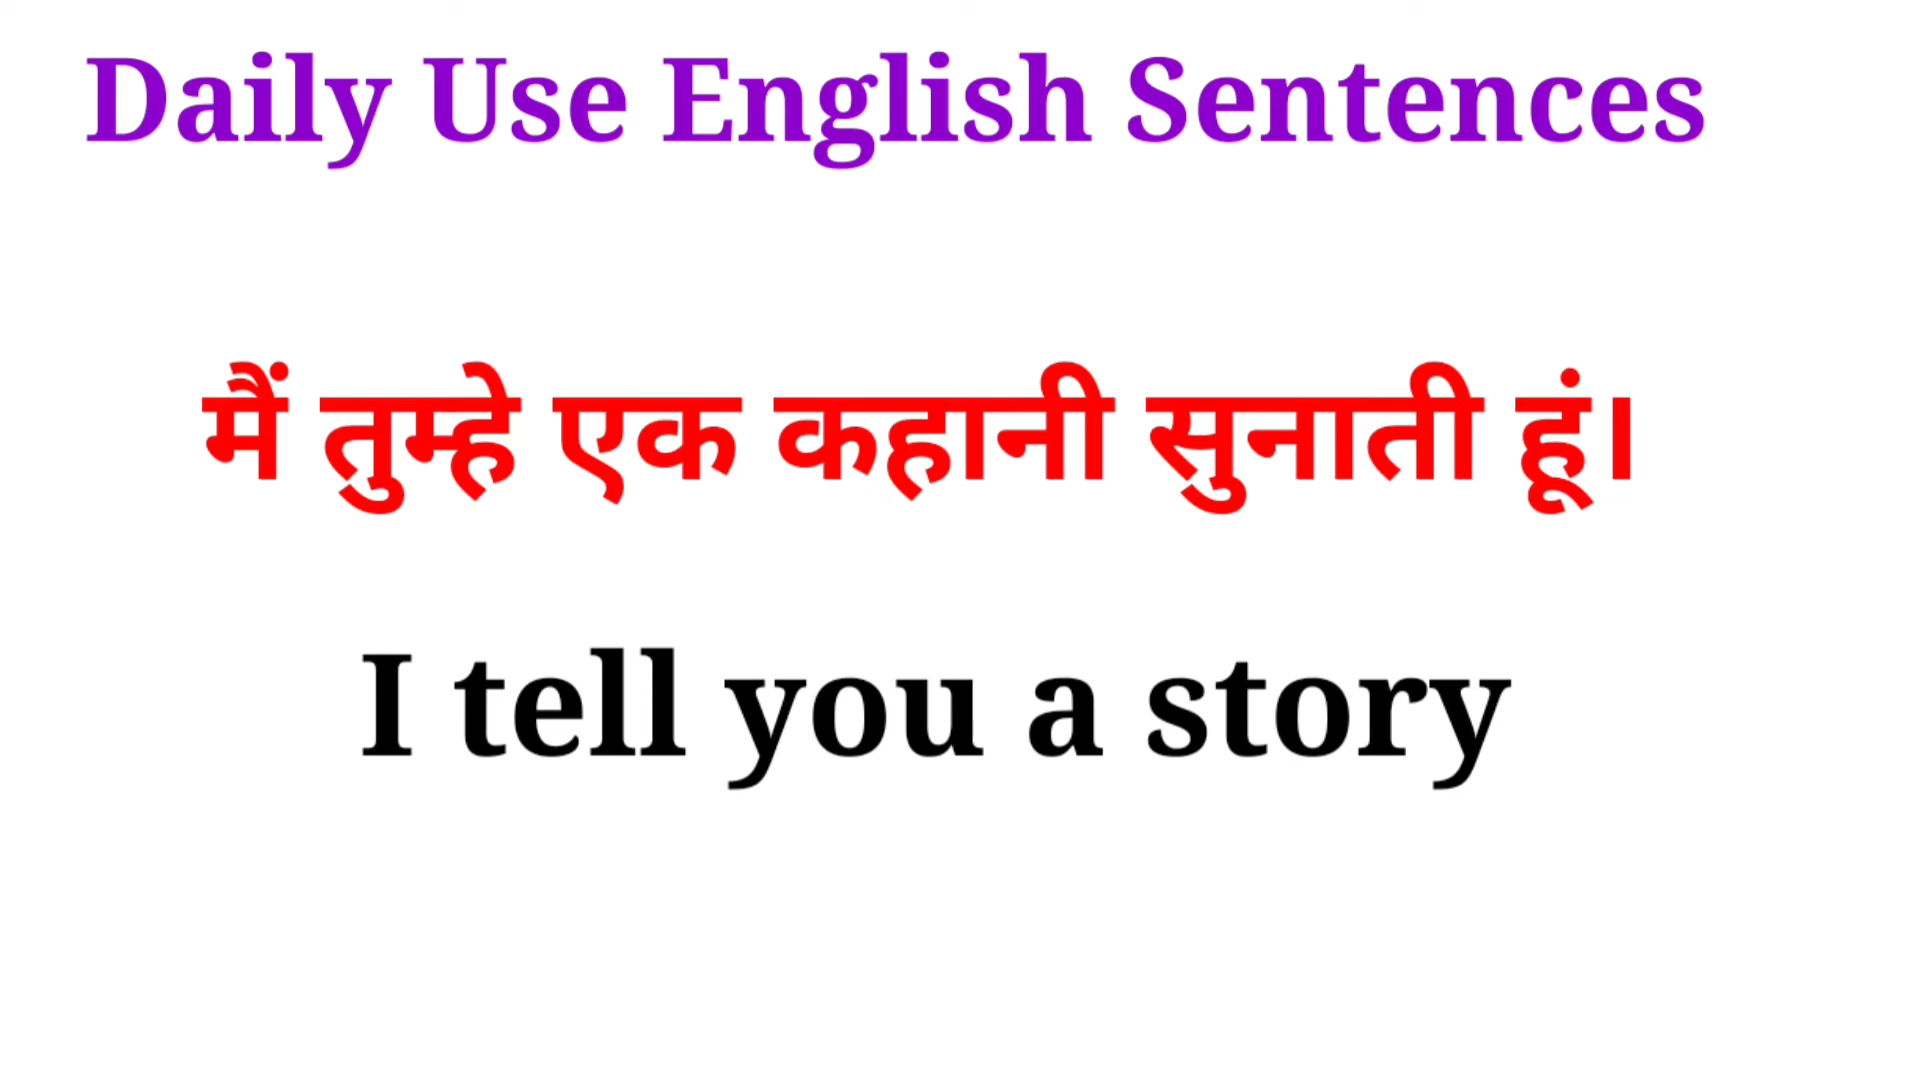 Daily Use English Sentences
मैं तुम्हे एक कहानी सुनाती हूं।
I tell you a story